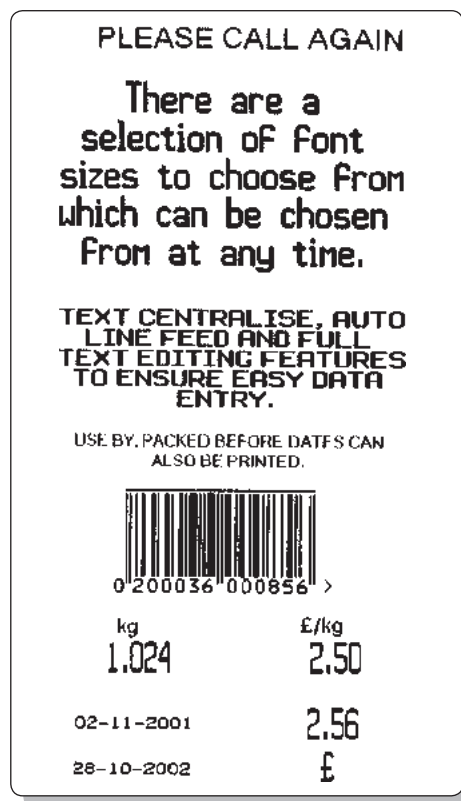 PLEASE CALL AGAIN
There are a
selection of font
sizes to choose from
which can be chosen
from at any time.
TEXT CENTRALISE, AUTO
LINE FEED AND FULL
TEXT EDITING FEATURES
TO ENSURE EASY DATA
ENTRY.
USE BY, PACKED BEFORE DATES CAN
ALSO BE PRINTED.
0 200036 000856 >
kg £/kg
1.024 2.50
02-11-2001 2.56
28-10-2002 £